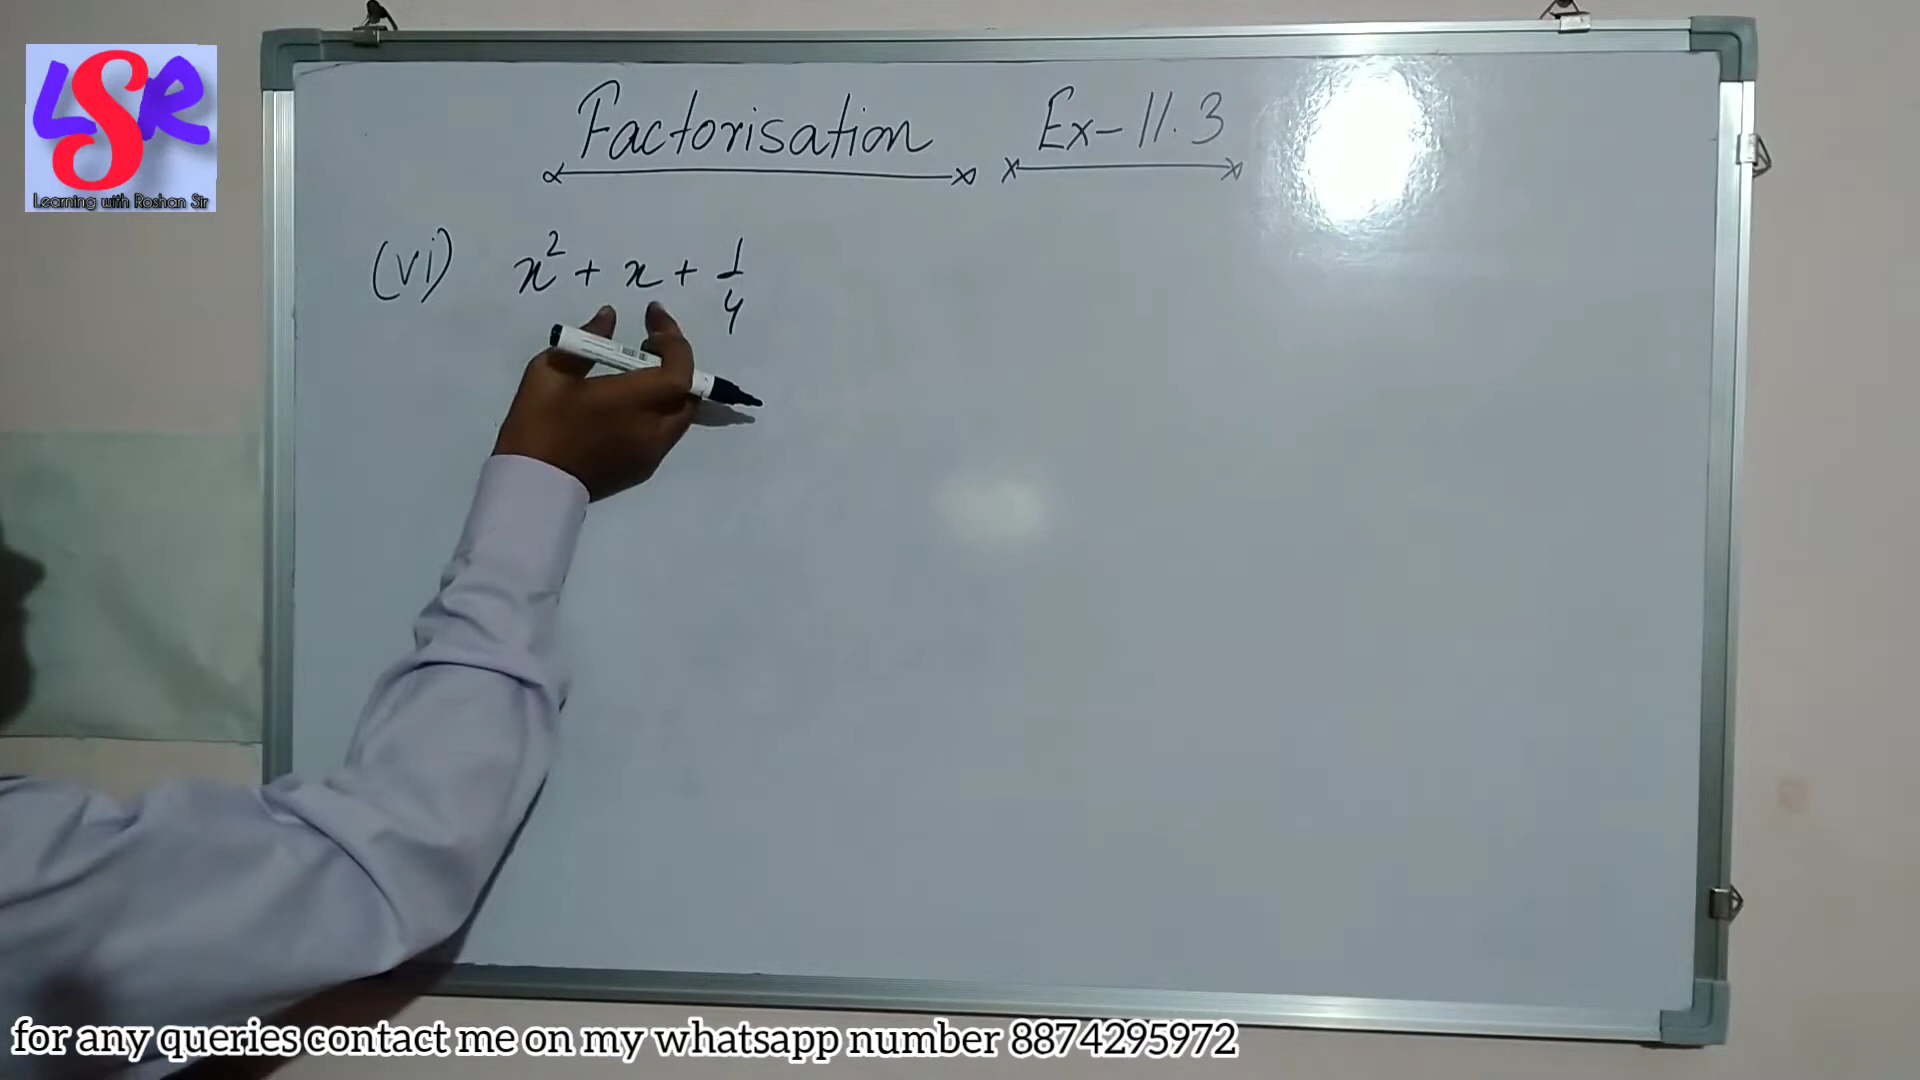 LSR
Learning with Roshan Sir
Factorisation Ex-11.3
(vi) x² + x + 1/4
for any queries contact me on my whatsapp number 8874295972